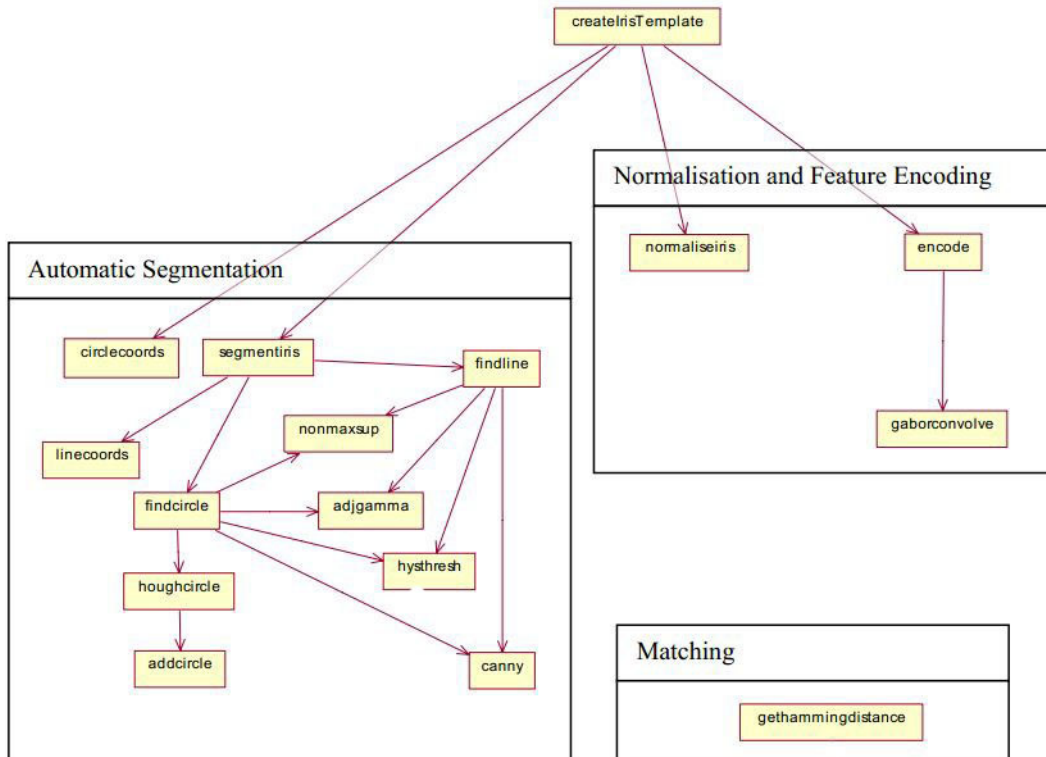 createIrisTemplate
Normalisation and Feature Encoding
normaliseiris
encode
gaborconvolve
Automatic Segmentation
circlecoords
segmentiris
findline
nonmaxsup
linecoords
findcircle
adjgamma
hysthresh
houghcircle
addcircle
canny
Matching
gethammingdistance